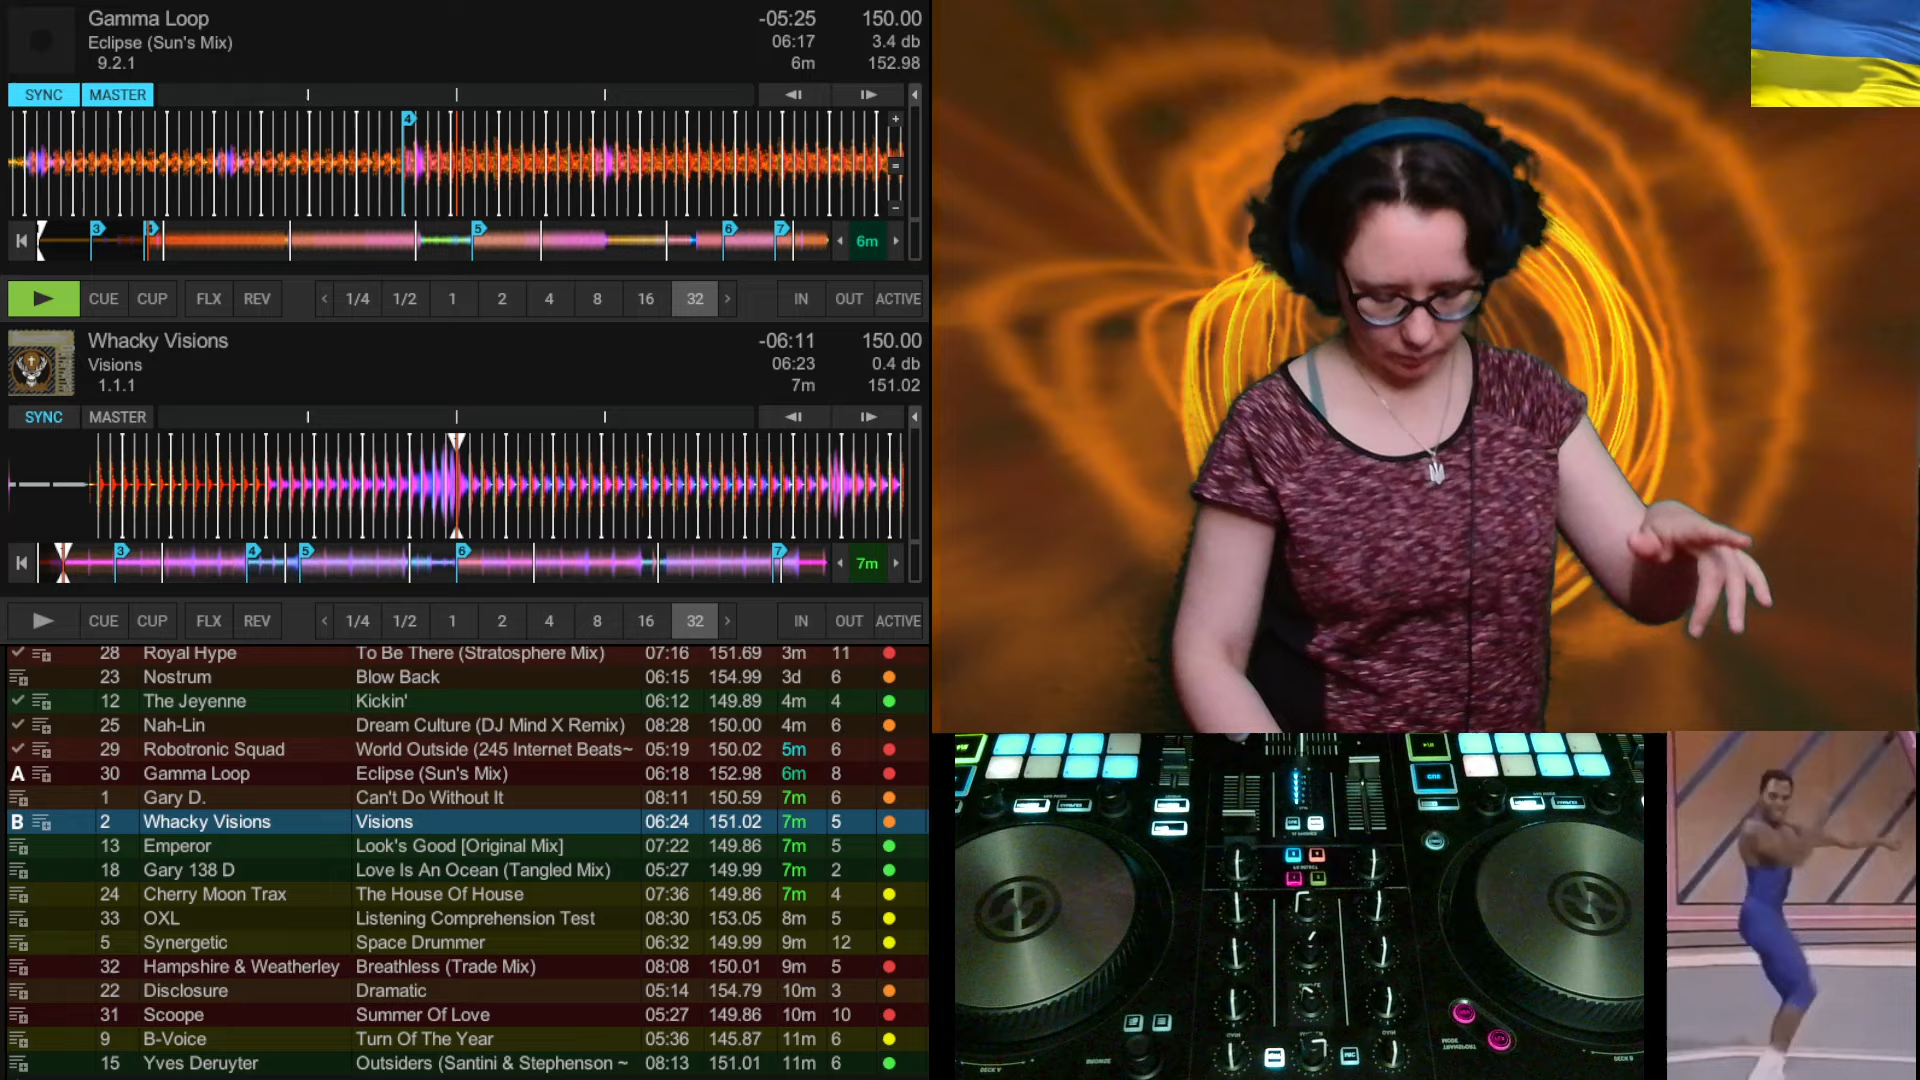 Gamma Loop -05:25 150.00
Eclipse (Sun's Mix) 06:17 3.4 db
9.2.1 6m 152.98
SYNC MASTER
4
3 5 6 7 6m
CUE CUP FLX REV 1/4 1/2 1 2 4 8 16 32 IN OUT ACTIVE
Whacky Visions -06:11 150.00
Visions 06:23 0.4 db
1.1.1 7m 151.02
SYNC MASTER
3 4 5 6 7 7m
CUE CUP FLX REV 1/4 1/2 1 2 4 8 16 32 IN OUT ACTIVE
28 Royal Hype To Be There (Stratosphere Mix) 07:16 151.69 3m 11
23 Nostrum Blow Back 06:15 154.99 3d 6
12 The Jeyenne Kickin' 06:12 149.89 4m 4
25 Nah-Lin Dream Culture (DJ Mind X Remix) 08:28 150.00 4m 6
29 Robotronic Squad World Outside (245 Internet Beats~ 05:19 150.02 5m 6
A 30 Gamma Loop Eclipse (Sun's Mix) 06:18 152.98 6m 8
1 Gary D. Can't Do Without It 08:11 150.59 7m 6
B 2 Whacky Visions Visions 06:24 151.02 7m 5
13 Emperor Look's Good [Original Mix] 07:22 149.86 7m 5
18 Gary 138 D Love Is An Ocean (Tangled Mix) 05:27 149.99 7m 2
24 Cherry Moon Trax The House Of House 07:36 149.86 7m 4
33 OXL Listening Comprehension Test 08:30 153.05 8m 5
5 Synergetic Space Drummer 06:32 149.99 9m 12
32 Hampshire & Weatherley Breathless (Trade Mix) 08:08 150.01 9m 5
22 Disclosure Dramatic 05:14 154.79 10m 3
31 Scoope Summer Of Love 05:27 149.86 10m 10
9 B-Voice Turn Of The Year 05:36 145.87 11m 6
15 Yves Deruyter Outsiders (Santini & Stephenson ~ 08:13 151.01 11m 6